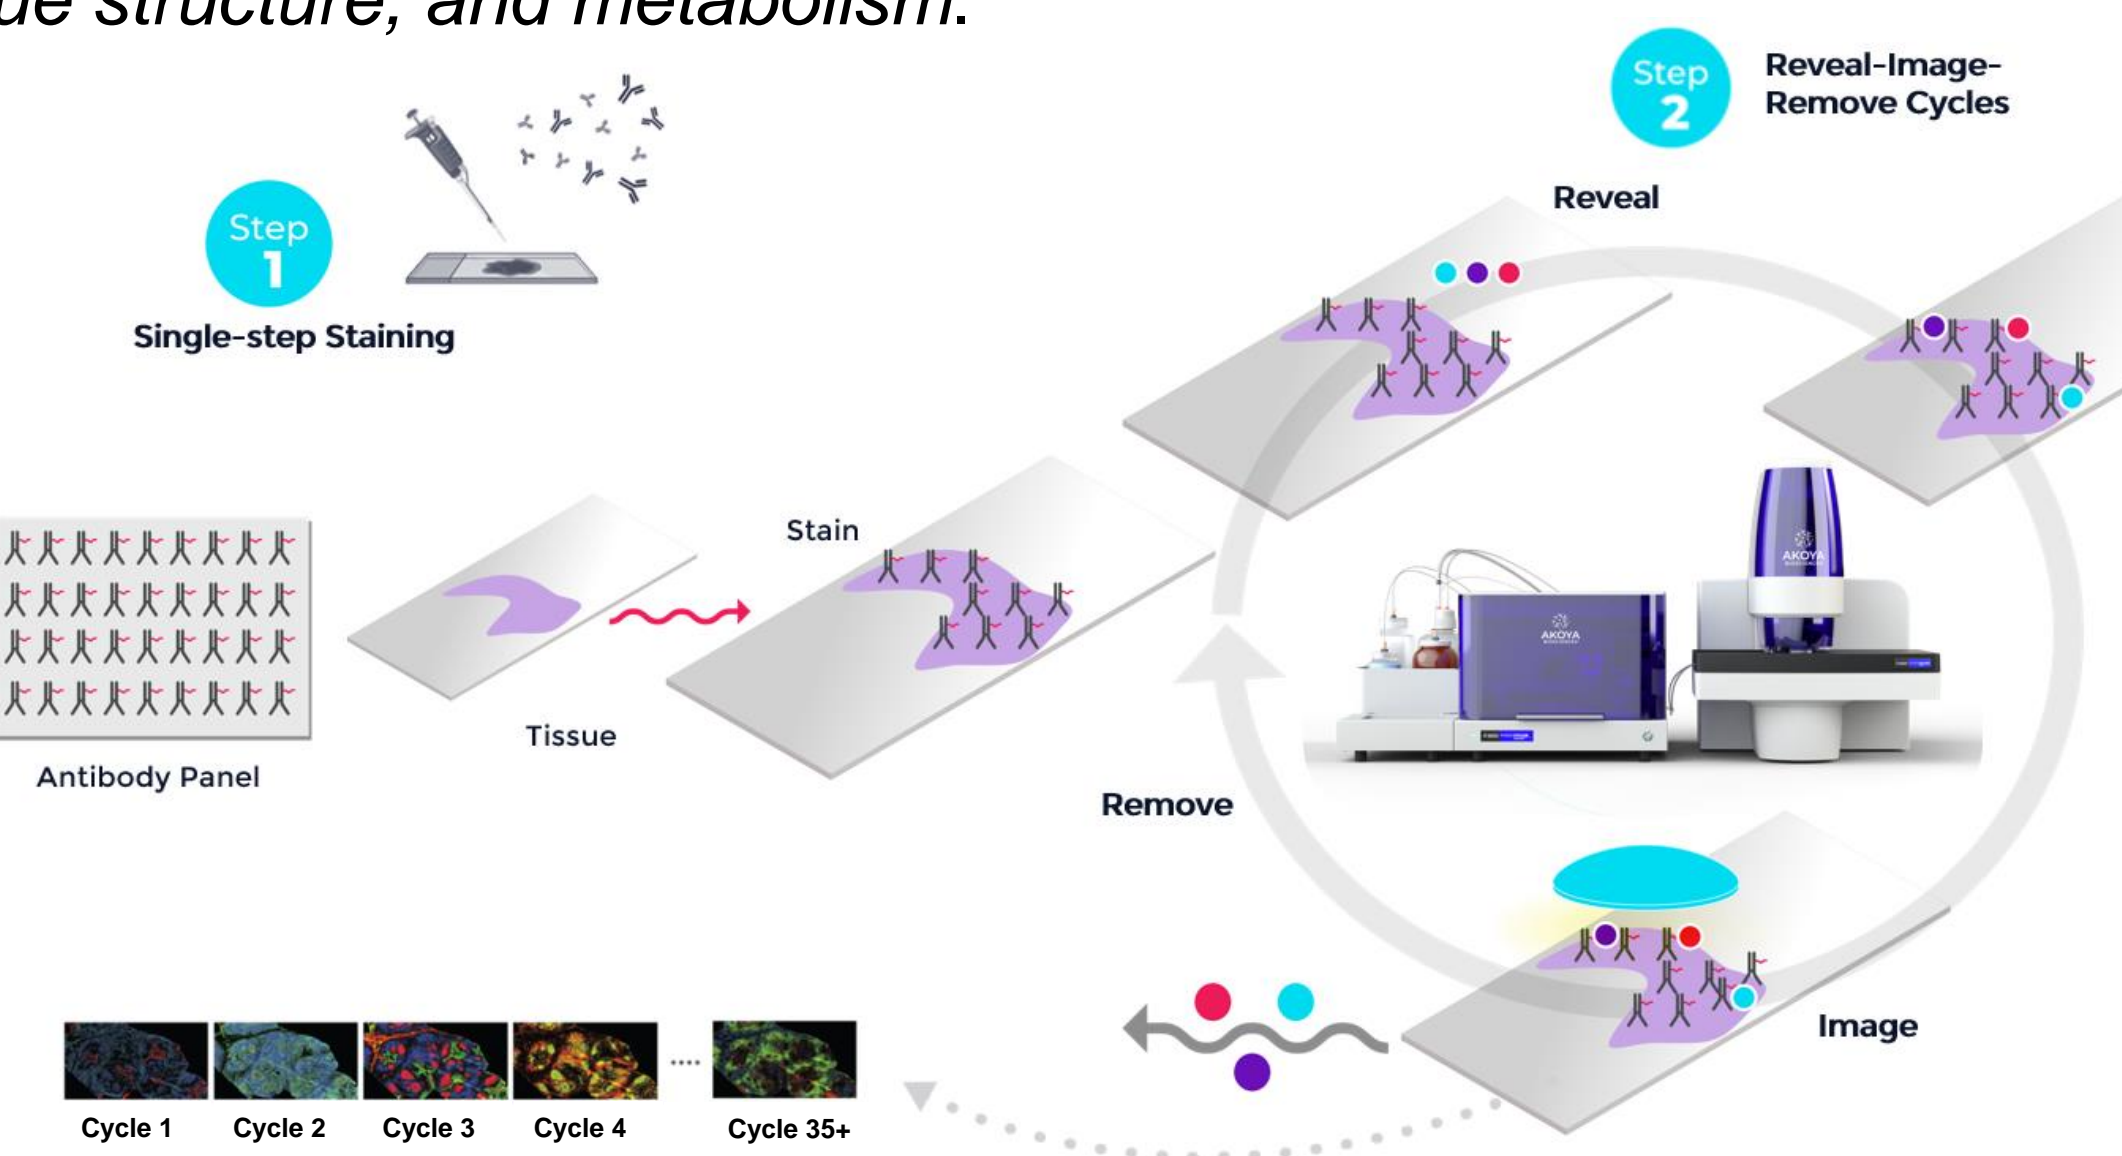 ue structure, and metabolism.
Step
1
Single-step Staining
Step
2
Reveal-Image-
Remove Cycles
Reveal
Stain
Tissue
Antibody Panel
AKOYA
AKOYA
Remove
Image
Cycle 1
Cycle 2
Cycle 3
Cycle 4
....
Cycle 35+